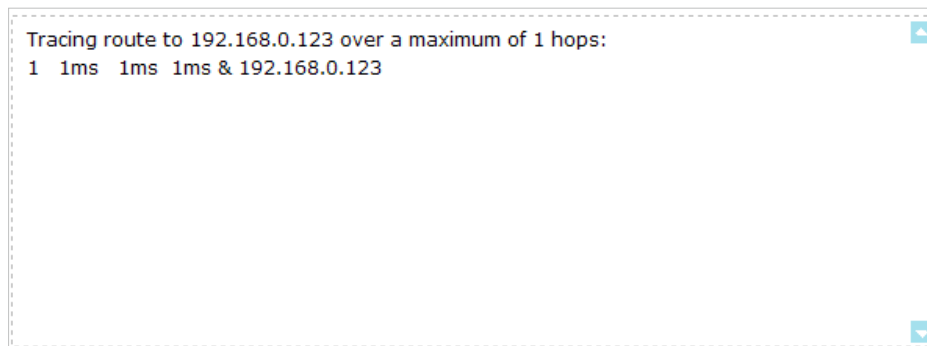 Tracing route to 192.168.0.123 over a maximum of 1 hops:
1 1ms 1ms 1ms & 192.168.0.123